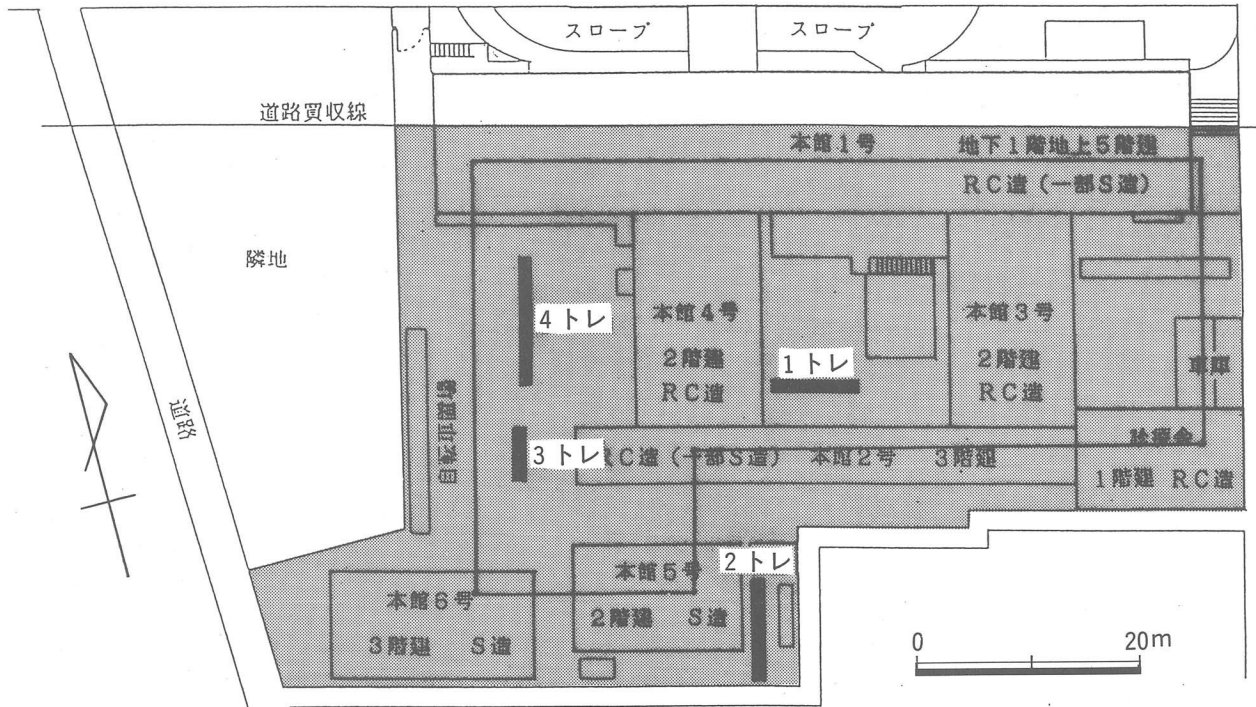 スロープ
スロープ
道路買収線
本館1号
地下1階地上5階建
RC造(一部S造)
隣地
4トレ
本館4号
2階建
RC造
1トレ
本館3号
2階建
RC造
車庫
道路
自転車置場
3トレ
RC造(一部S造) 本館2号 3階建
1階建 RC造
2トレ
本館5号
2階建 S造
本館6号
3階建 S造
0
20m